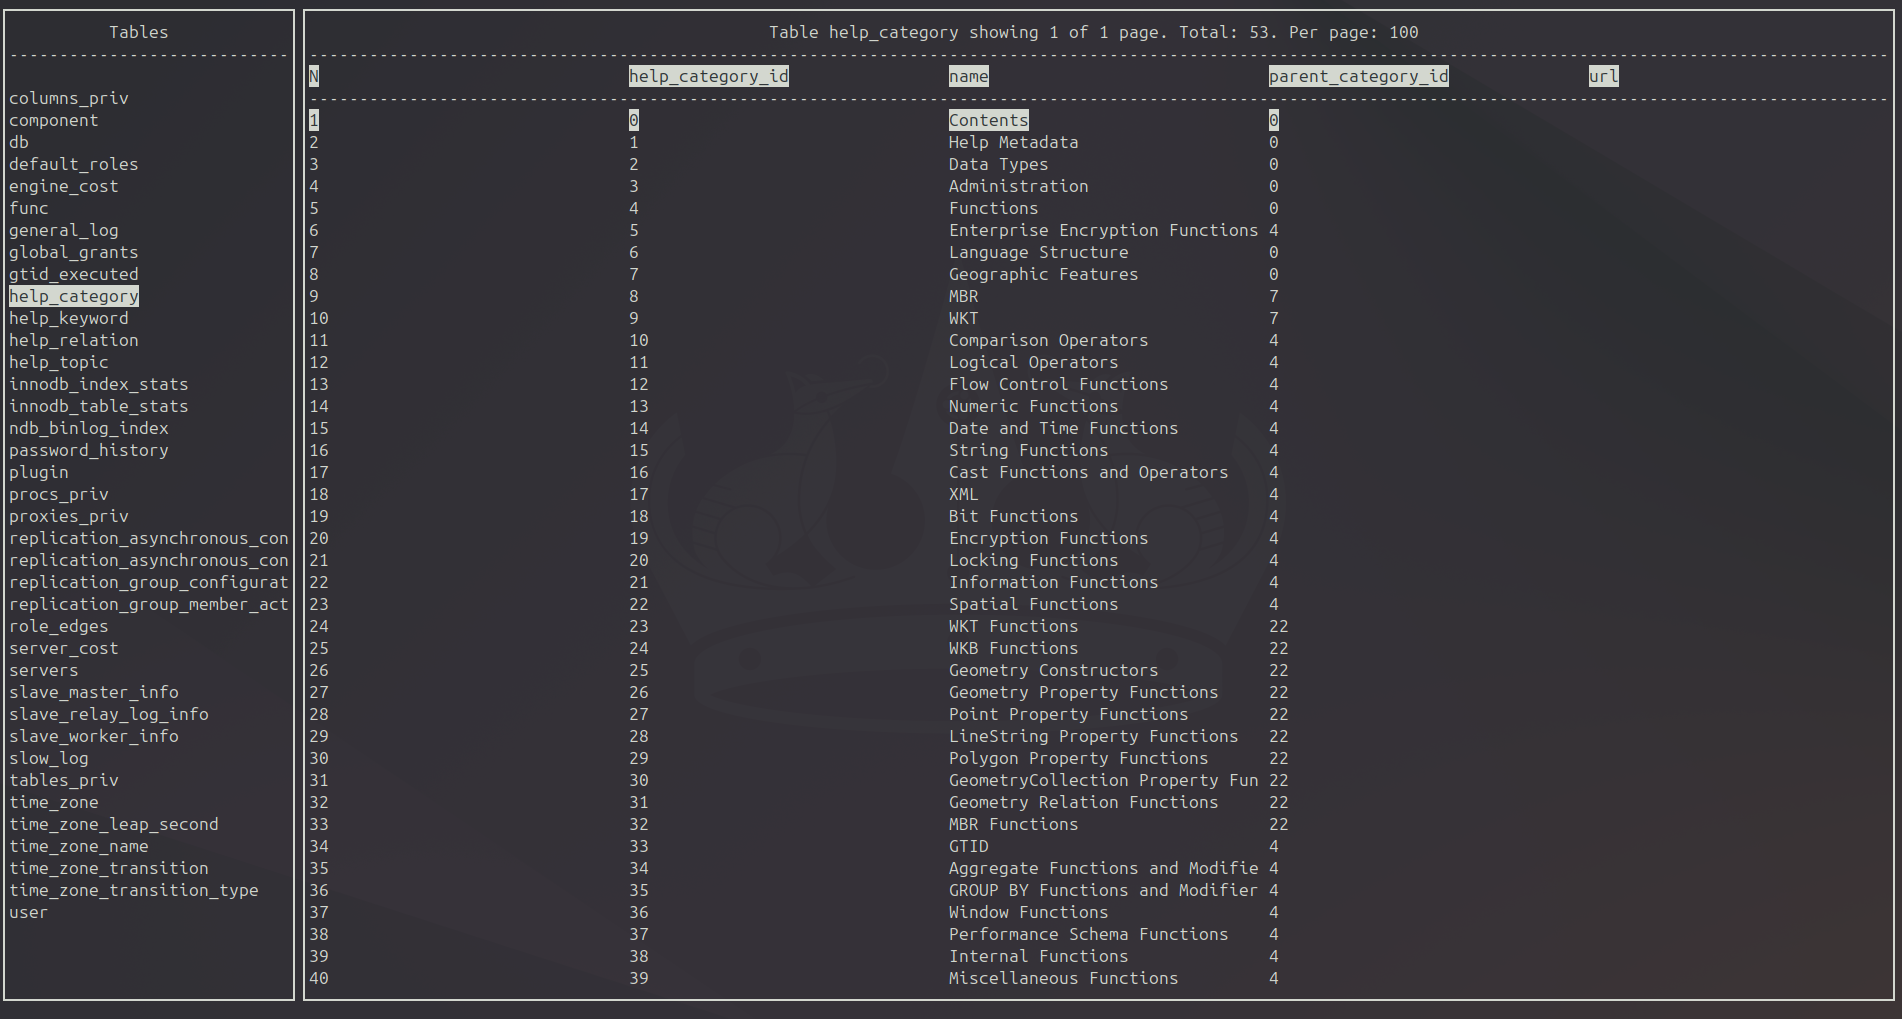 Tables
columns_priv
component
db
default_roles
engine_cost
func
general_log
global_grants
gtid_executed
help_category
help_keyword
help_relation
help_topic
innodb_index_stats
innodb_table_stats
ndb_binlog_index
password_history
plugin
procs_priv
proxies_priv
replication_asynchronous_con
replication_asynchronous_con
replication_group_configurat
replication_group_member_act
role_edges
server_cost
servers
slave_master_info
slave_relay_log_info
slave_worker_info
slow_log
tables_priv
time_zone
time_zone_leap_second
time_zone_name
time_zone_transition
time_zone_transition_type
user
Table help_category showing 1 of 1 page. Total: 53. Per page: 100
N help_category_id name parent_category_id url
1 0 Contents 0
2 1 Help Metadata 0
3 2 Data Types 0
4 3 Administration 0
5 4 Functions 0
6 5 Enterprise Encryption Functions 4
7 6 Language Structure 0
8 7 Geographic Features 0
9 8 MBR 7
10 9 WKT 7
11 10 Comparison Operators 4
12 11 Logical Operators 4
13 12 Flow Control Functions 4
14 13 Numeric Functions 4
15 14 Date and Time Functions 4
16 15 String Functions 4
17 16 Cast Functions and Operators 4
18 17 XML 4
19 18 Bit Functions 4
20 19 Encryption Functions 4
21 20 Locking Functions 4
22 21 Information Functions 4
23 22 Spatial Functions 4
24 23 WKT Functions 22
25 24 WKB Functions 22
26 25 Geometry Constructors 22
27 26 Geometry Property Functions 22
28 27 Point Property Functions 22
29 28 LineString Property Functions 22
30 29 Polygon Property Functions 22
31 30 GeometryCollection Property Fun 22
32 31 Geometry Relation Functions 22
33 32 MBR Functions 22
34 33 GTID 4
35 34 Aggregate Functions and Modifie 4
36 35 GROUP BY Functions and Modifier 4
37 36 Window Functions 4
38 37 Performance Schema Functions 4
39 38 Internal Functions 4
40 39 Miscellaneous Functions 4